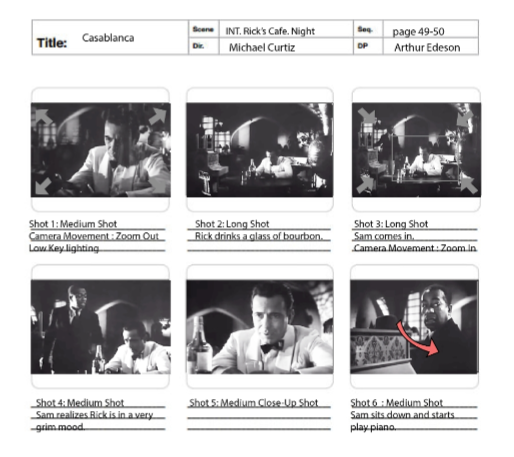 Title: Casablanca
Scene INT. Rick's Cafe. Night
Seq. page 49-50
Dir. Michael Curtiz
DP Arthur Edeson
Shot 1: Medium Shot
Camera Movement : Zoom Out
Low Key lighting
Shot 2: Long Shot
Rick drinks a glass of bourbon.
Shot 3: Long Shot
Sam comes in.
Camera Movement : Zoom In
Shot 4: Medium Shot
Sam realizes Rick is in a very
grim mood.
Shot 5: Medium Close-Up Shot
Shot 6 : Medium Shot
Sam sits down and starts
play piano.